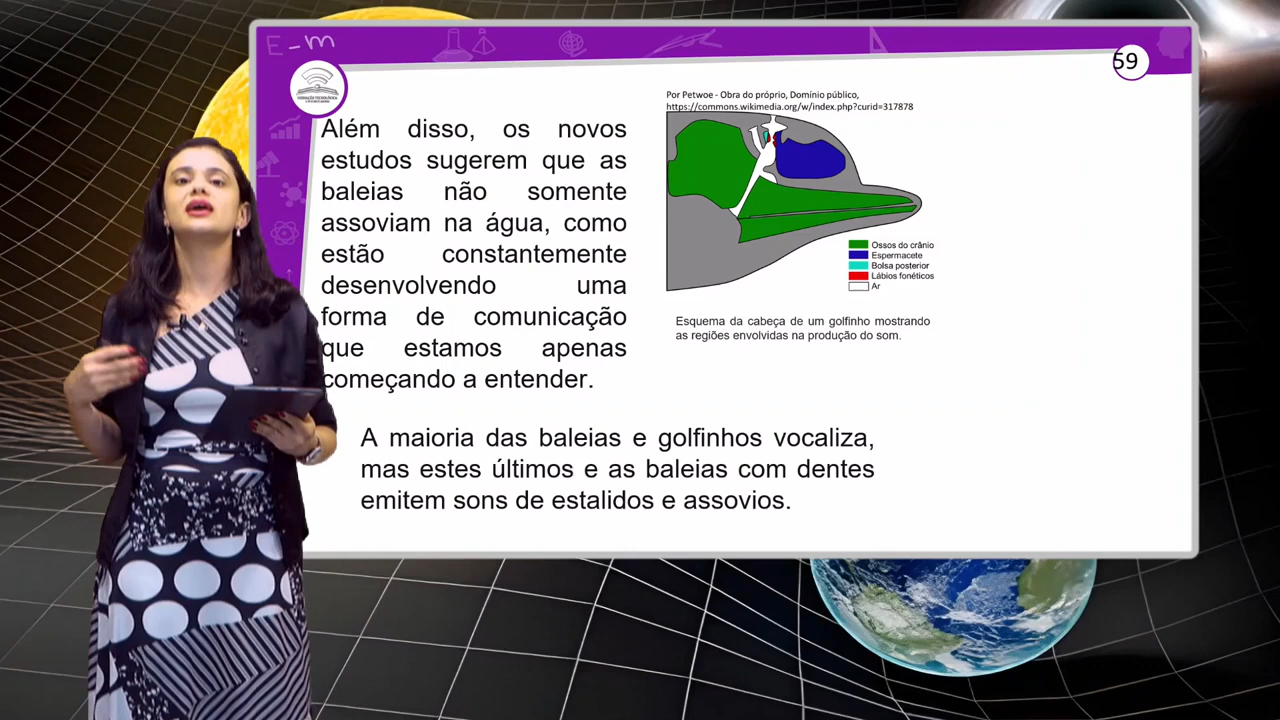 E-m
59
Por Petwoe - Obra do próprio, Domínio público,
https://commons.wikimedia.org/w/index.php?curid=317878
Além disso, os novos
estudos sugerem que as
baleias não somente
assoviam na água, como
estão constantemente
desenvolvendo uma
forma de comunicação
que estamos apenas
começando a entender.
Ossos do crânio
Espermacete
Bolsa posterior
Lábios fonéticos
Ar
Esquema da cabeça de um golfinho mostrando
as regiões envolvidas na produção do som.
A maioria das baleias e golfinhos vocaliza,
mas estes últimos e as baleias com dentes
emitem sons de estalidos e assovios.